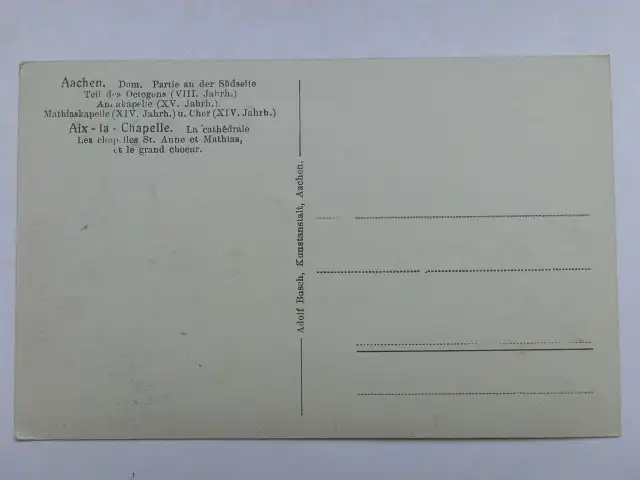 Aachen. Dom. Partie an der Südseite
Teil des Octogons (VIII. Jahrh.)
An. akapelle (XV. Jahrh.)
Mathiaskapelle (XIV. Jahrh.) u. Chor (XIV. Jahrh.)
Aix-la-Chapelle. La cathédrale
Les chapelles St. Anne et Mathias,
et le grand choeur.
Adolf Busch, Kunstanstalt, Aachen.